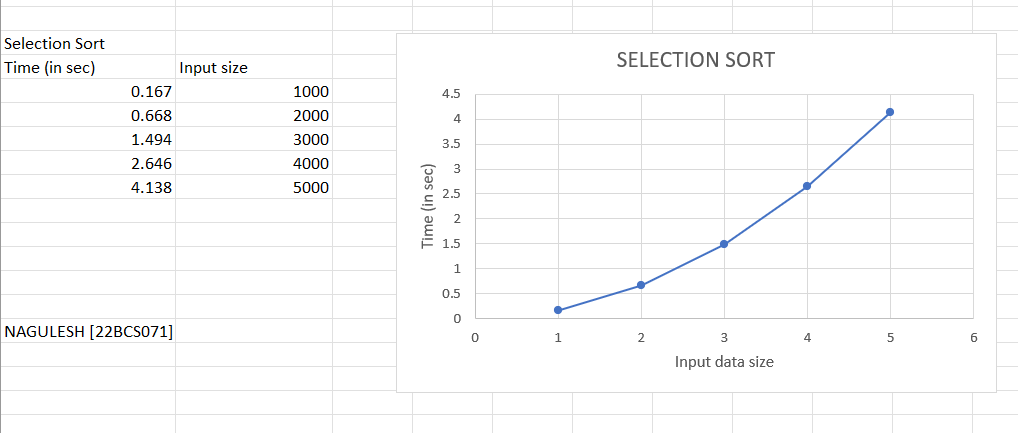 Selection Sort
Time (in sec) Input size
0.167 1000
0.668 2000
1.494 3000
2.646 4000
4.138 5000
NAGULESH [22BCS071]
SELECTION SORT
4.5
4
3.5
3
2.5
2
1.5
1
0.5
0
Time (in sec)
0 1 2 3 4 5 6
Input data size